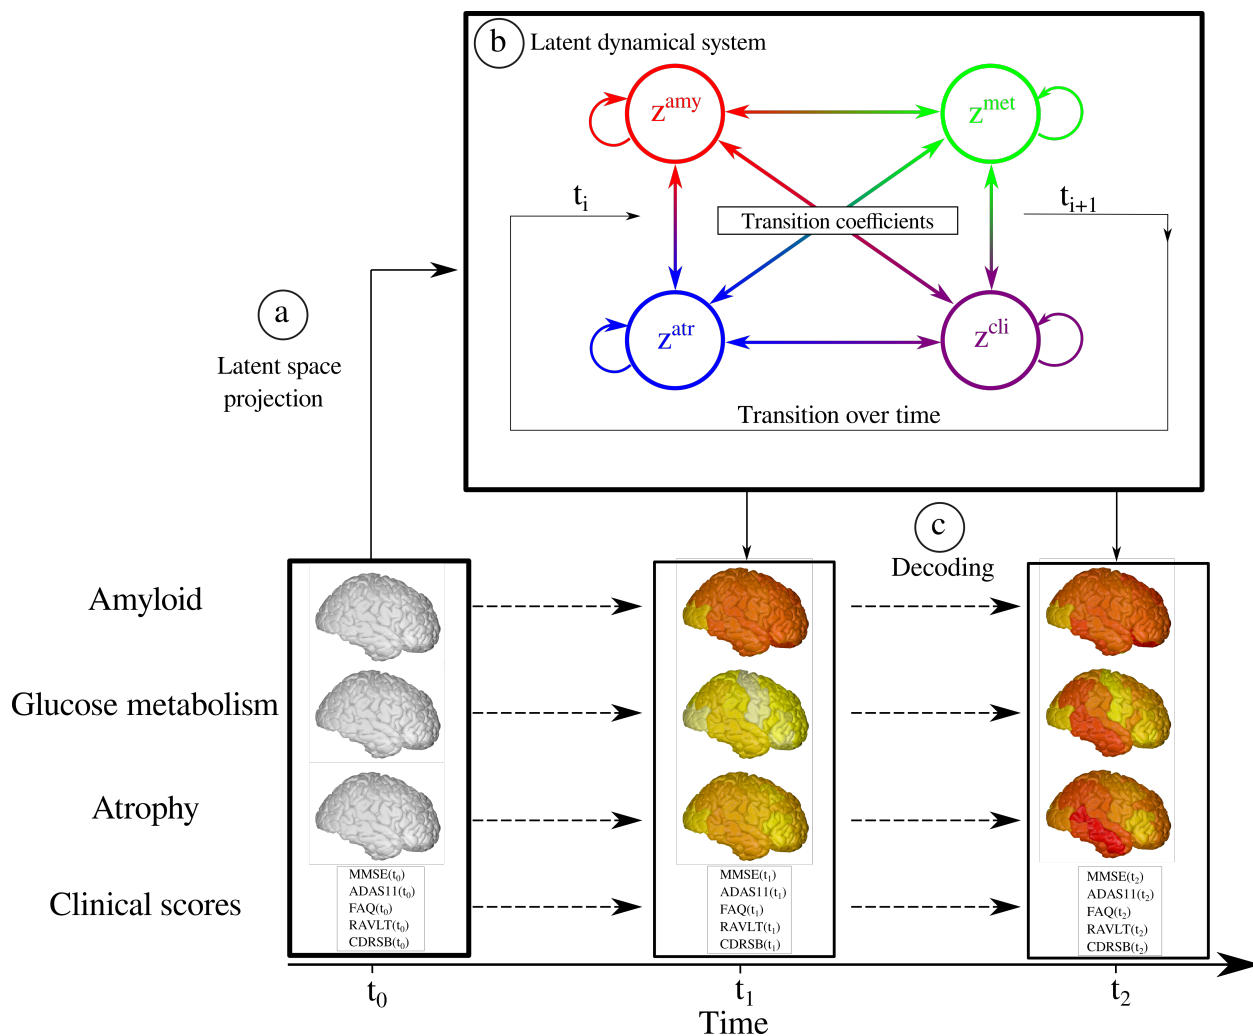 b Latent dynamical system
z^amy
z^met
t_i
t_i+1
Transition coefficients
a
z^atr
z^cli
Latent space
projection
Transition over time
c
Decoding
Amyloid
Glucose metabolism
Atrophy
Clinical scores
MMSE(t_0)
ADAS11(t_0)
FAQ(t_0)
RAVLT(t_0)
CDRSB(t_0)
MMSE(t_1)
ADAS11(t_1)
FAQ(t_1)
RAVLT(t_1)
CDRSB(t_1)
MMSE(t_2)
ADAS11(t_2)
FAQ(t_2)
RAVLT(t_2)
CDRSB(t_2)
t_0
t_1
t_2
Time